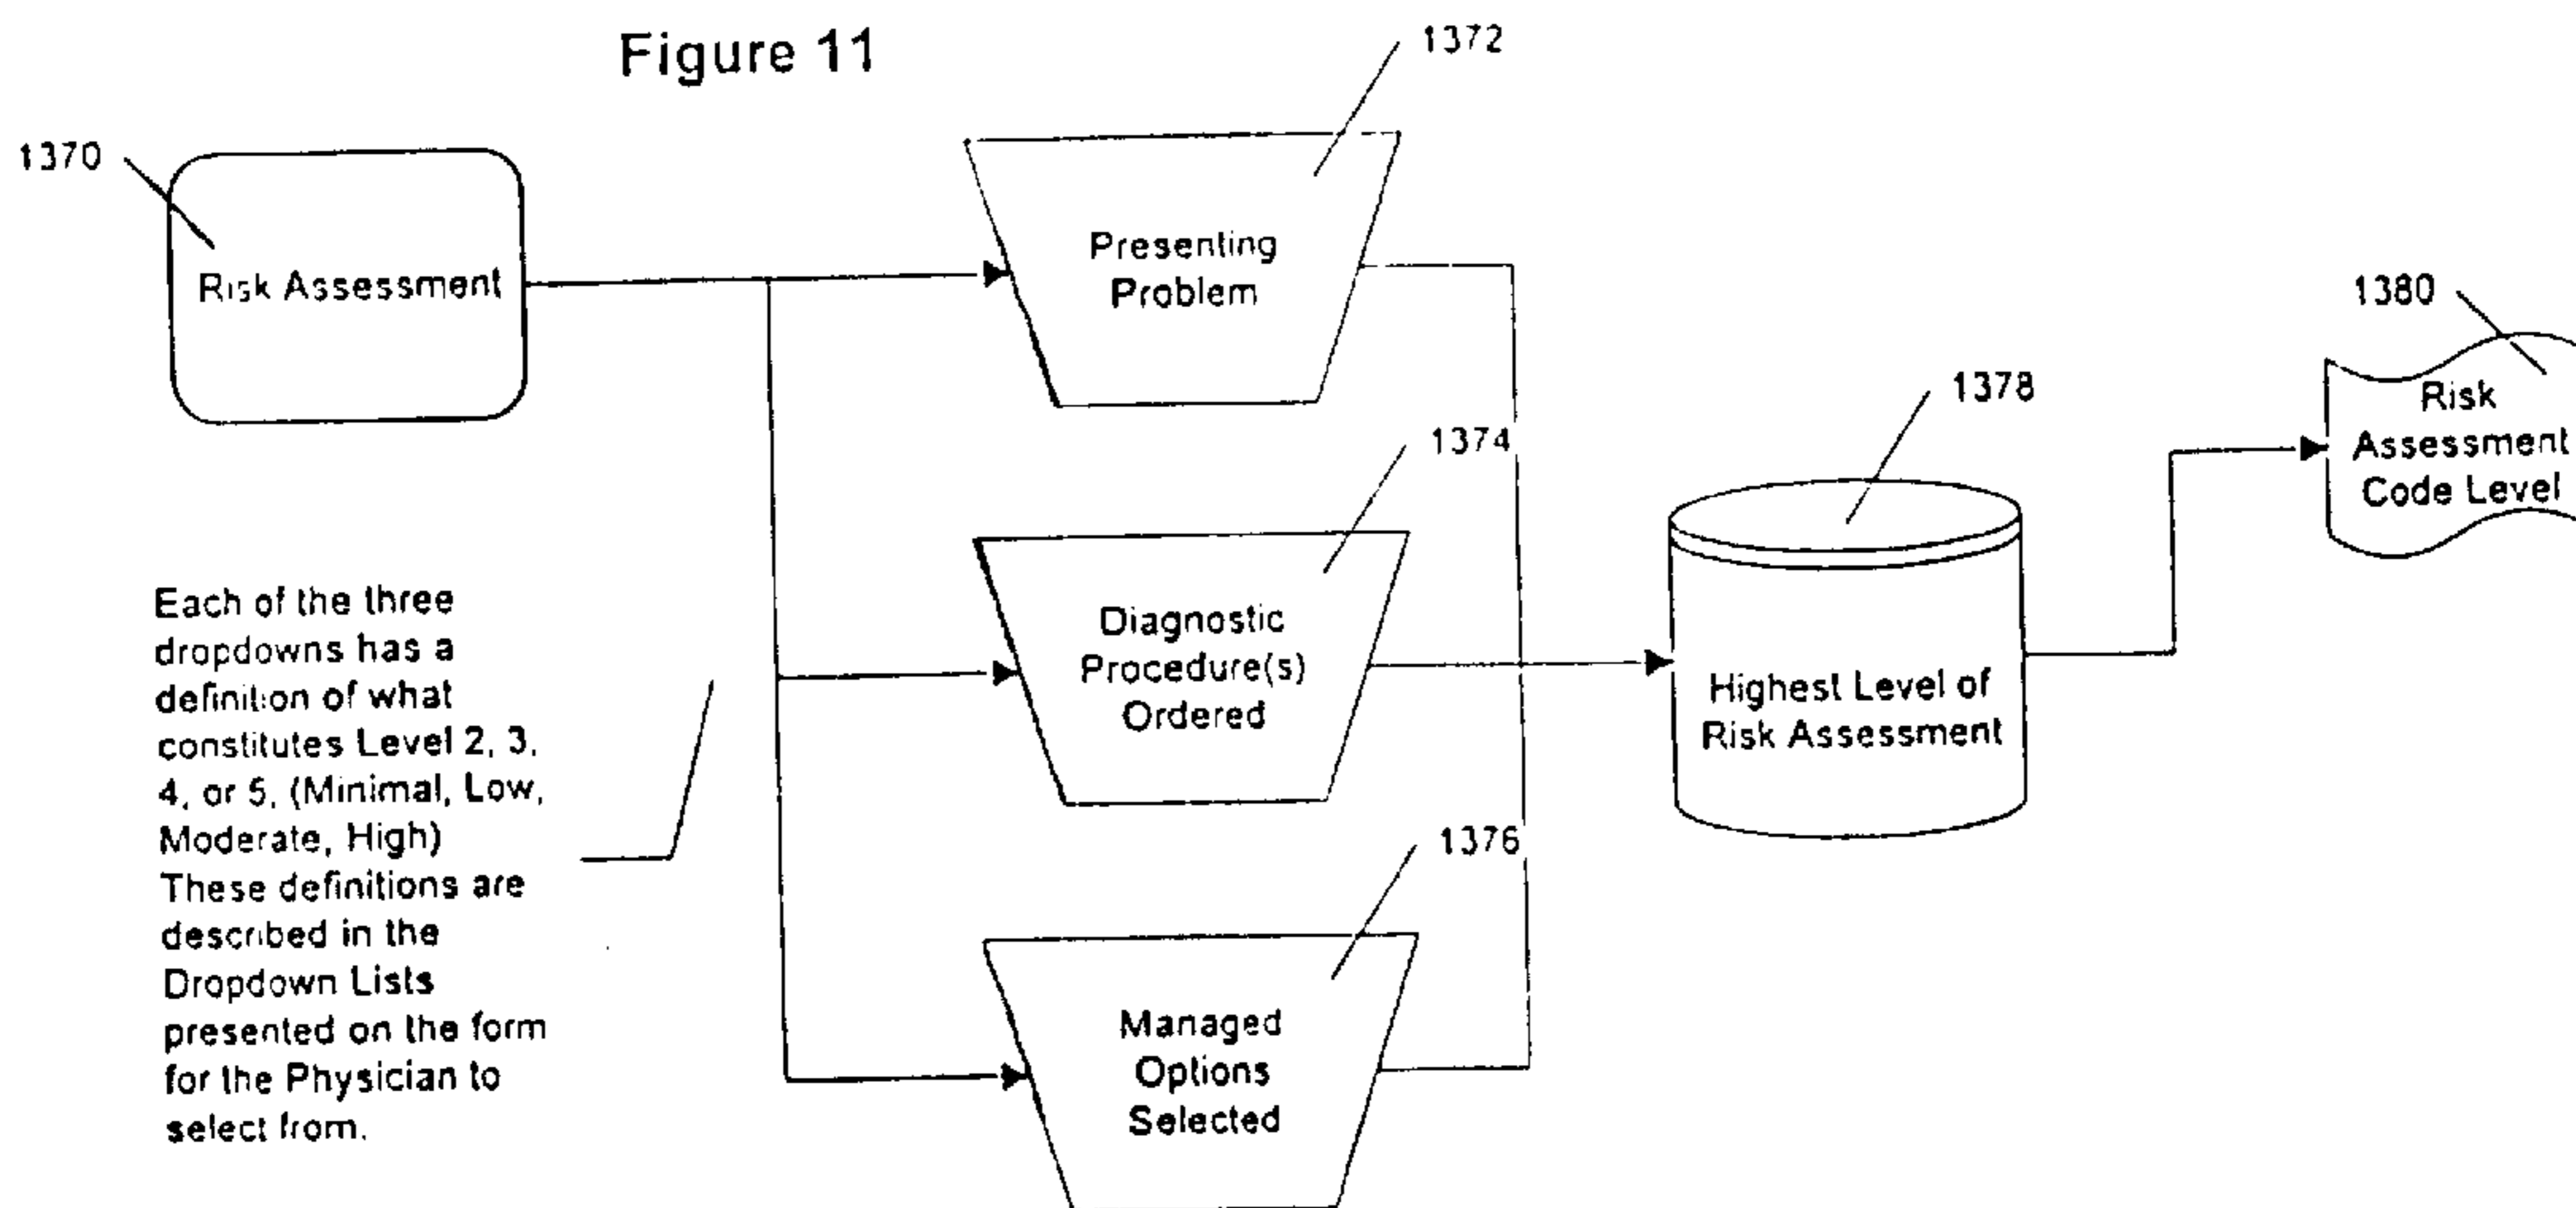 Figure 11
1372
1370
Risk Assessment
Presenting
Problem
1380
Risk
Assessment
Code Level
1378
1374
Each of the three
dropdowns has a
definition of what
constitutes Level 2, 3,
4, or 5, (Minimal, Low,
Moderate, High)
These definitions are
described in the
Dropdown Lists
presented on the form
for the Physician to
select from.
Diagnostic
Procedure(s)
Ordered
Highest Level of
Risk Assessment
1376
Managed
Options
Selected